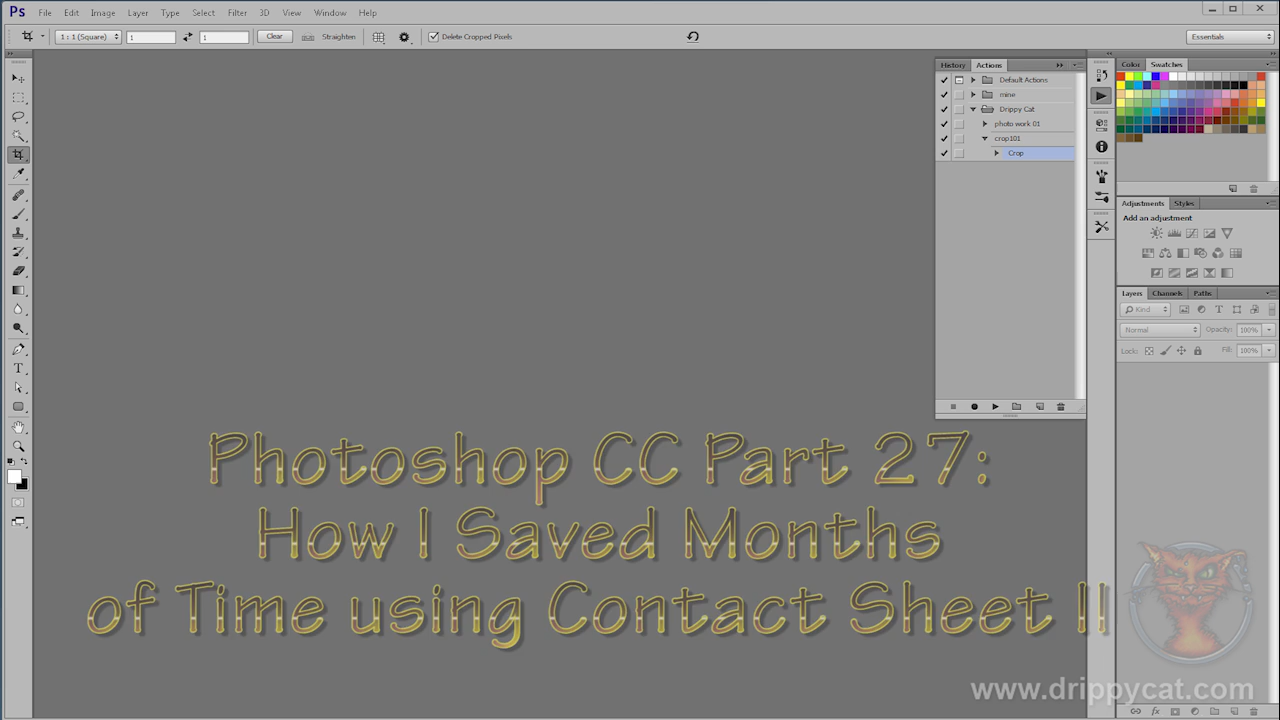 Ps File Edit Image Layer Type Select Filter 3D View Window Help
1 : 1 (Square) 1 1 Clear Straighten Delete Cropped Pixels Essentials
History Actions
Default Actions
mine
Drippy Cat
photo work 01
crop101
Crop
Color Swatches
Adjustments Styles
Add an adjustment
Layers Channels Paths
Kind
Normal Opacity: 100%
Lock: Fill: 100%
Photoshop CC Part 27:
How I Saved Months
of Time using Contact Sheet II
www.drippycat.com